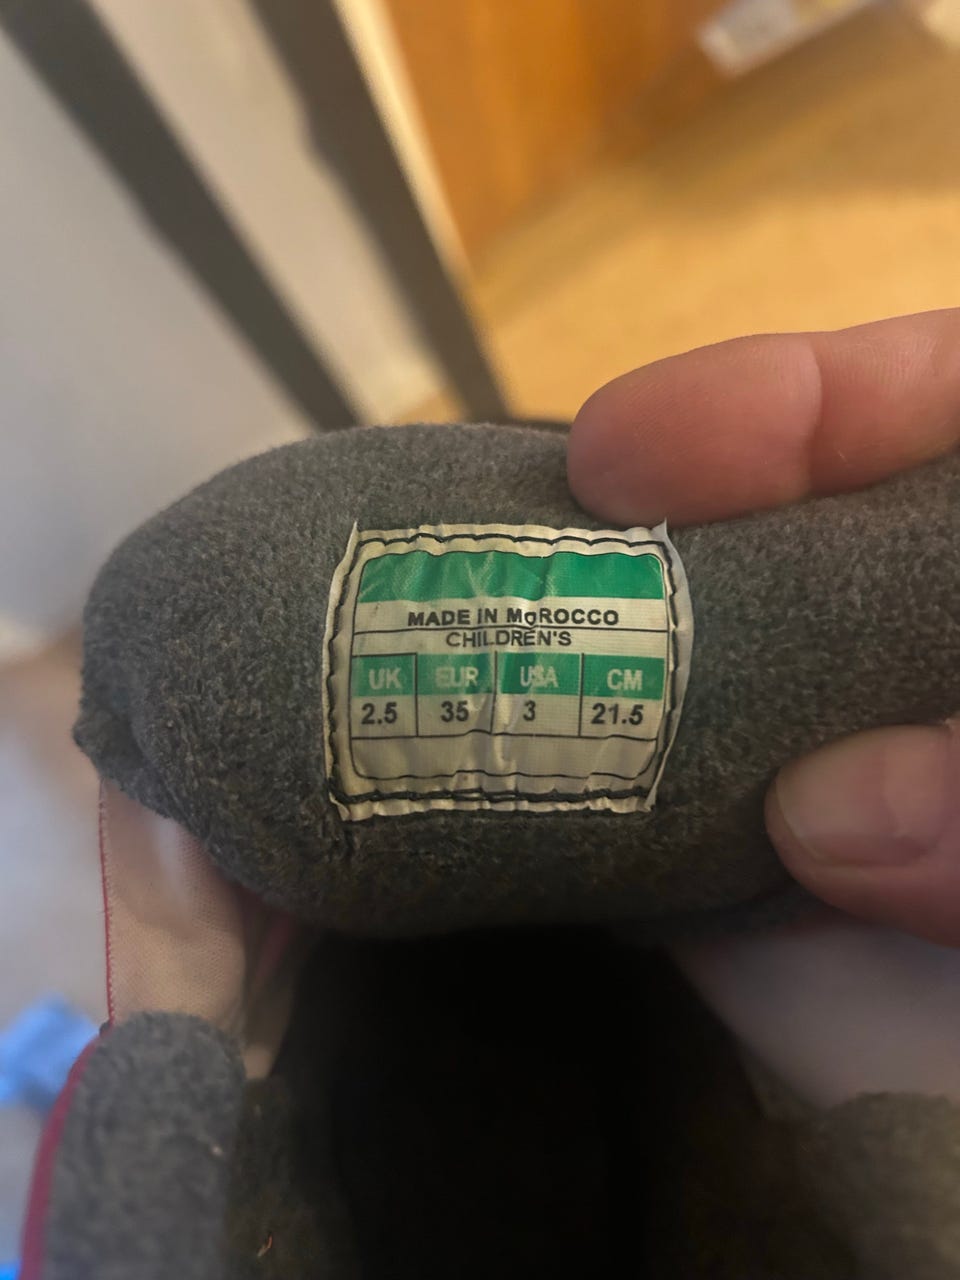 MADE IN MOROCCO
CHILDREN'S
UK EUR USA CM
2.5 35 3 21.5